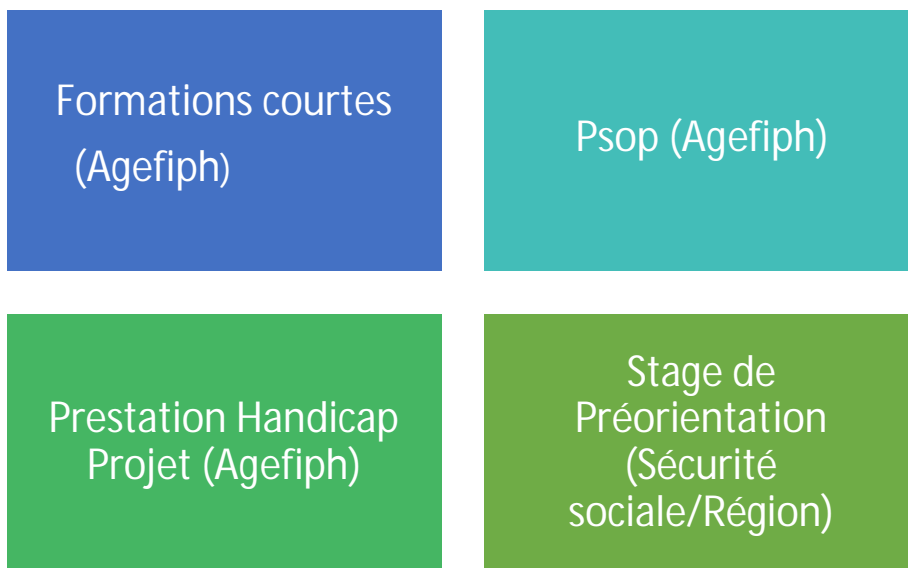 Formations courtes
(Agefiph)
Psop (Agefiph)
Prestation Handicap
Projet (Agefiph)
Stage de
Préorientation
(Sécurité
sociale/Région)